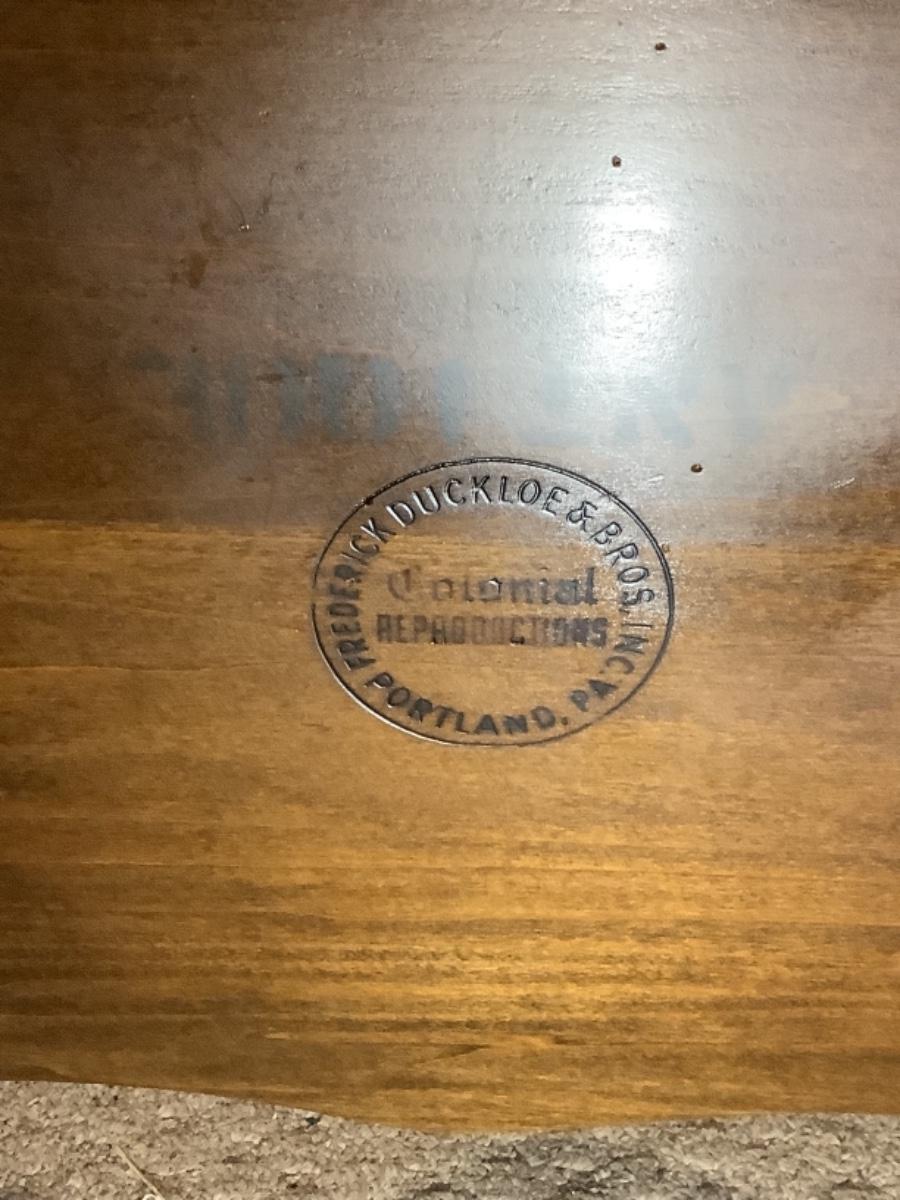 FREDERICK DUCKLOE & BROS. INC.
Colonial
REPRODUCTIONS
PORTLAND, PA.